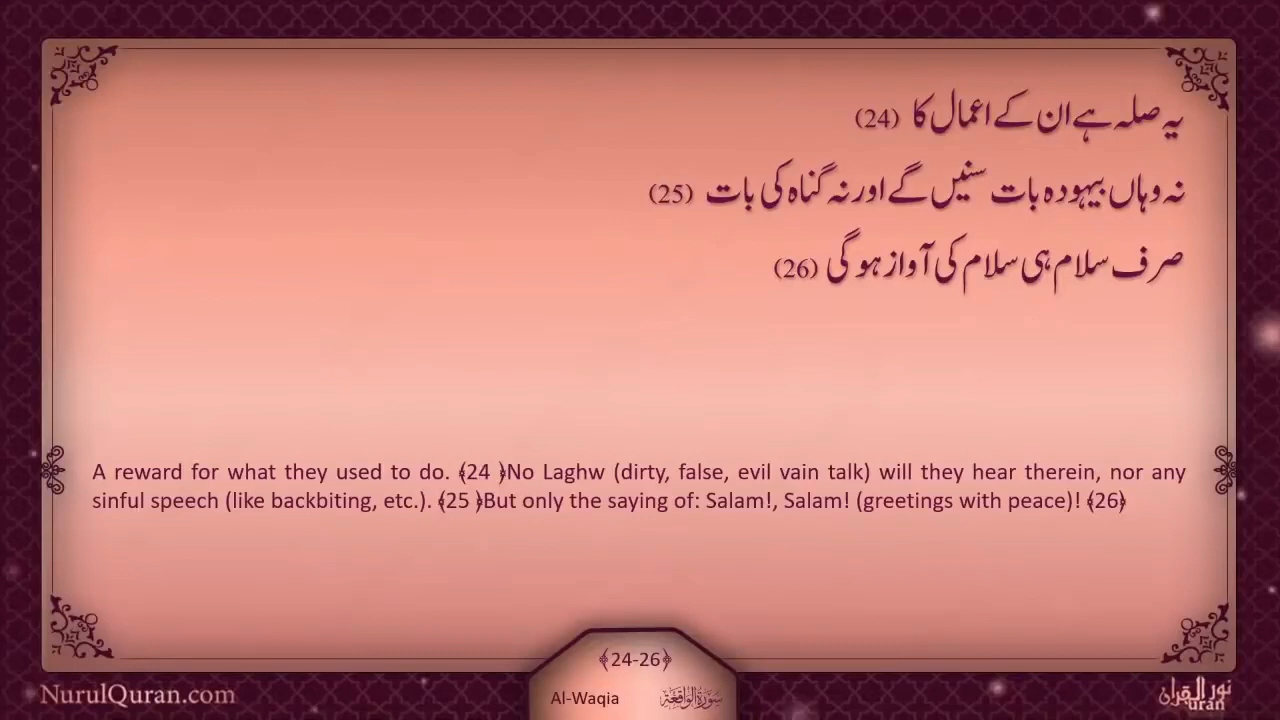 یہ صلہ ہے ان کے اعمال کا (24)
نہ وہاں بیہودہ بات سنیں گے اور نہ گناہ کی بات (25)
صرف سلام ہی سلام کی آواز ہو گی (26)
A reward for what they used to do. ﴾24 ﴿No Laghw (dirty, false, evil vain talk) will they hear therein, nor any
sinful speech (like backbiting, etc.). ﴾25 ﴿But only the saying of: Salam!, Salam! (greetings with peace)! ﴾26﴿
﴾24-26﴿
Al-Waqia سورة الواقعة
NurulQuran.com
نور القرآن
uran